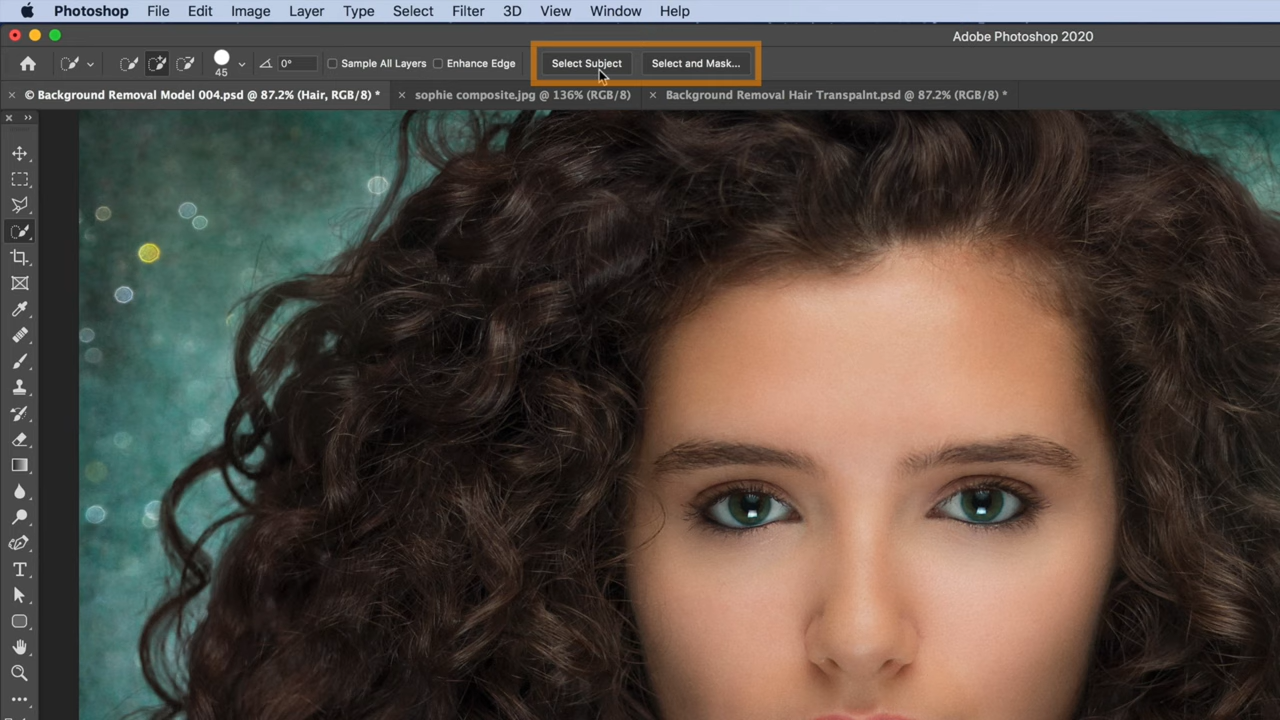 Photoshop File Edit Image Layer Type Select Filter 3D View Window Help
Adobe Photoshop 2020
45 0° Sample All Layers Enhance Edge Select Subject Select and Mask...
× © Background Removal Model 004.psd @ 87.2% (Hair, RGB/8) * × sophie composite.jpg @ 136% (RGB/8) × Background Removal Hair Transpaint.psd @ 87.2% (RGB/8) *